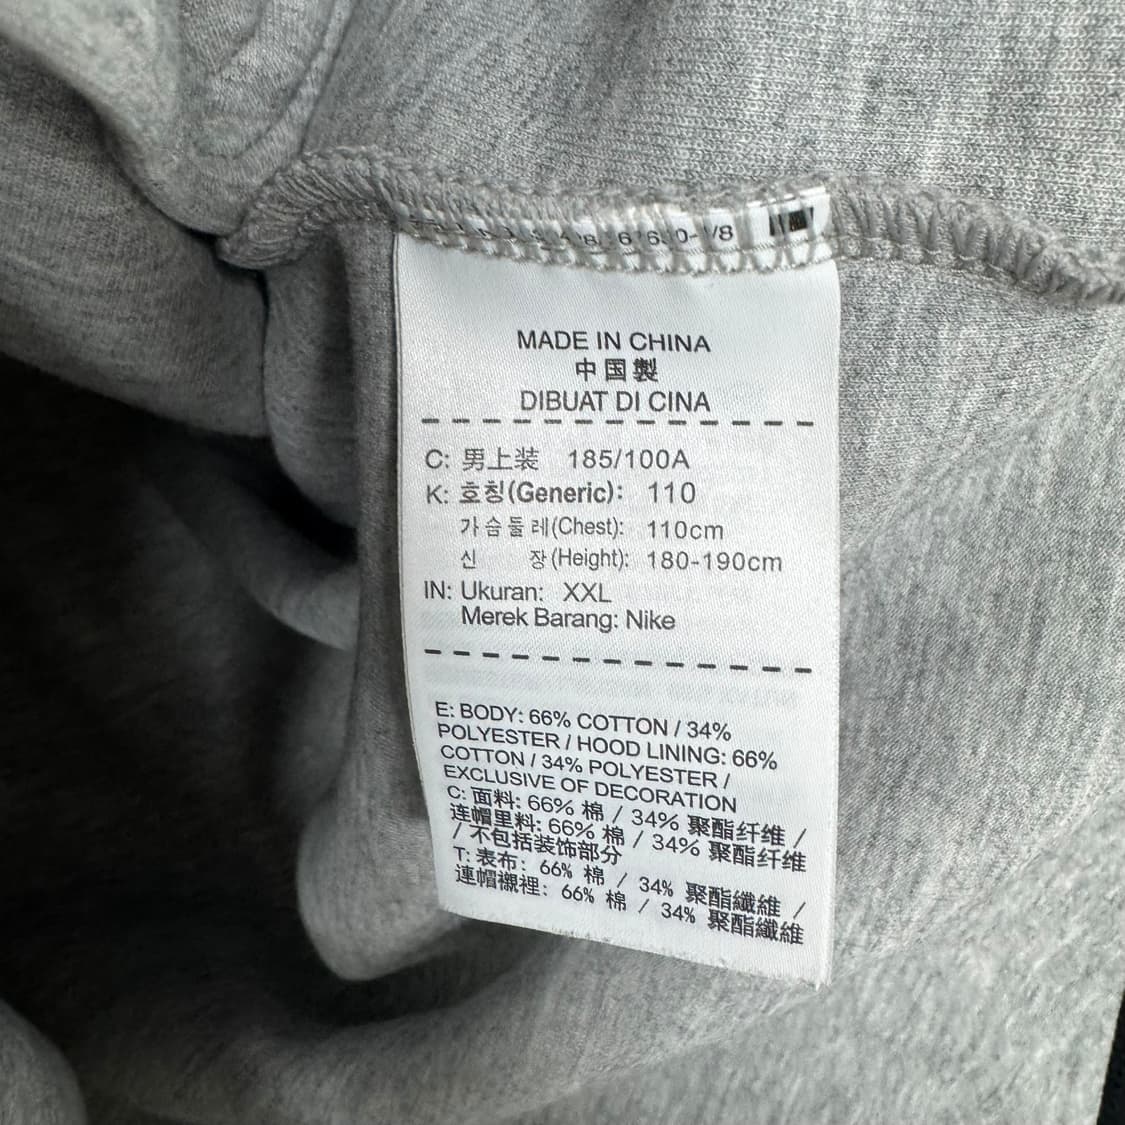 MADE IN CHINA
中国製
DIBUAT DI CINA
C: 男上装 185/100A
K: 호칭(Generic): 110
가슴둘레(Chest): 110cm
신 장(Height): 180-190cm
IN: Ukuran: XXL
Merek Barang: Nike
E: BODY: 66% COTTON / 34%
POLYESTER / HOOD LINING: 66%
COTTON / 34% POLYESTER /
EXCLUSIVE OF DECORATION
C: 面料: 66% 棉 / 34% 聚酯纤维 /
连帽里料: 66% 棉 / 34% 聚酯纤维
/ 不包括装饰部分
T: 表布: 66% 棉 / 34% 聚酯纖維 /
連帽襯裡: 66% 棉 / 34% 聚酯纖維